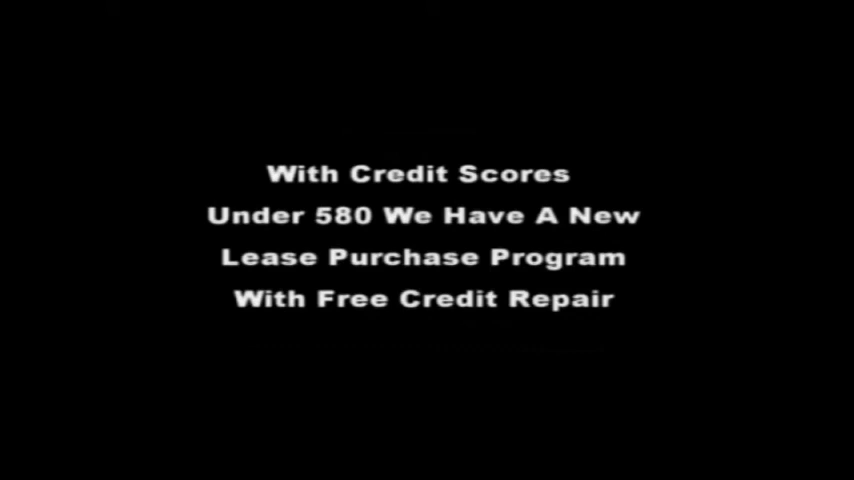 With Credit Scores
Under 580 We Have A New
Lease Purchase Program
With Free Credit Repair